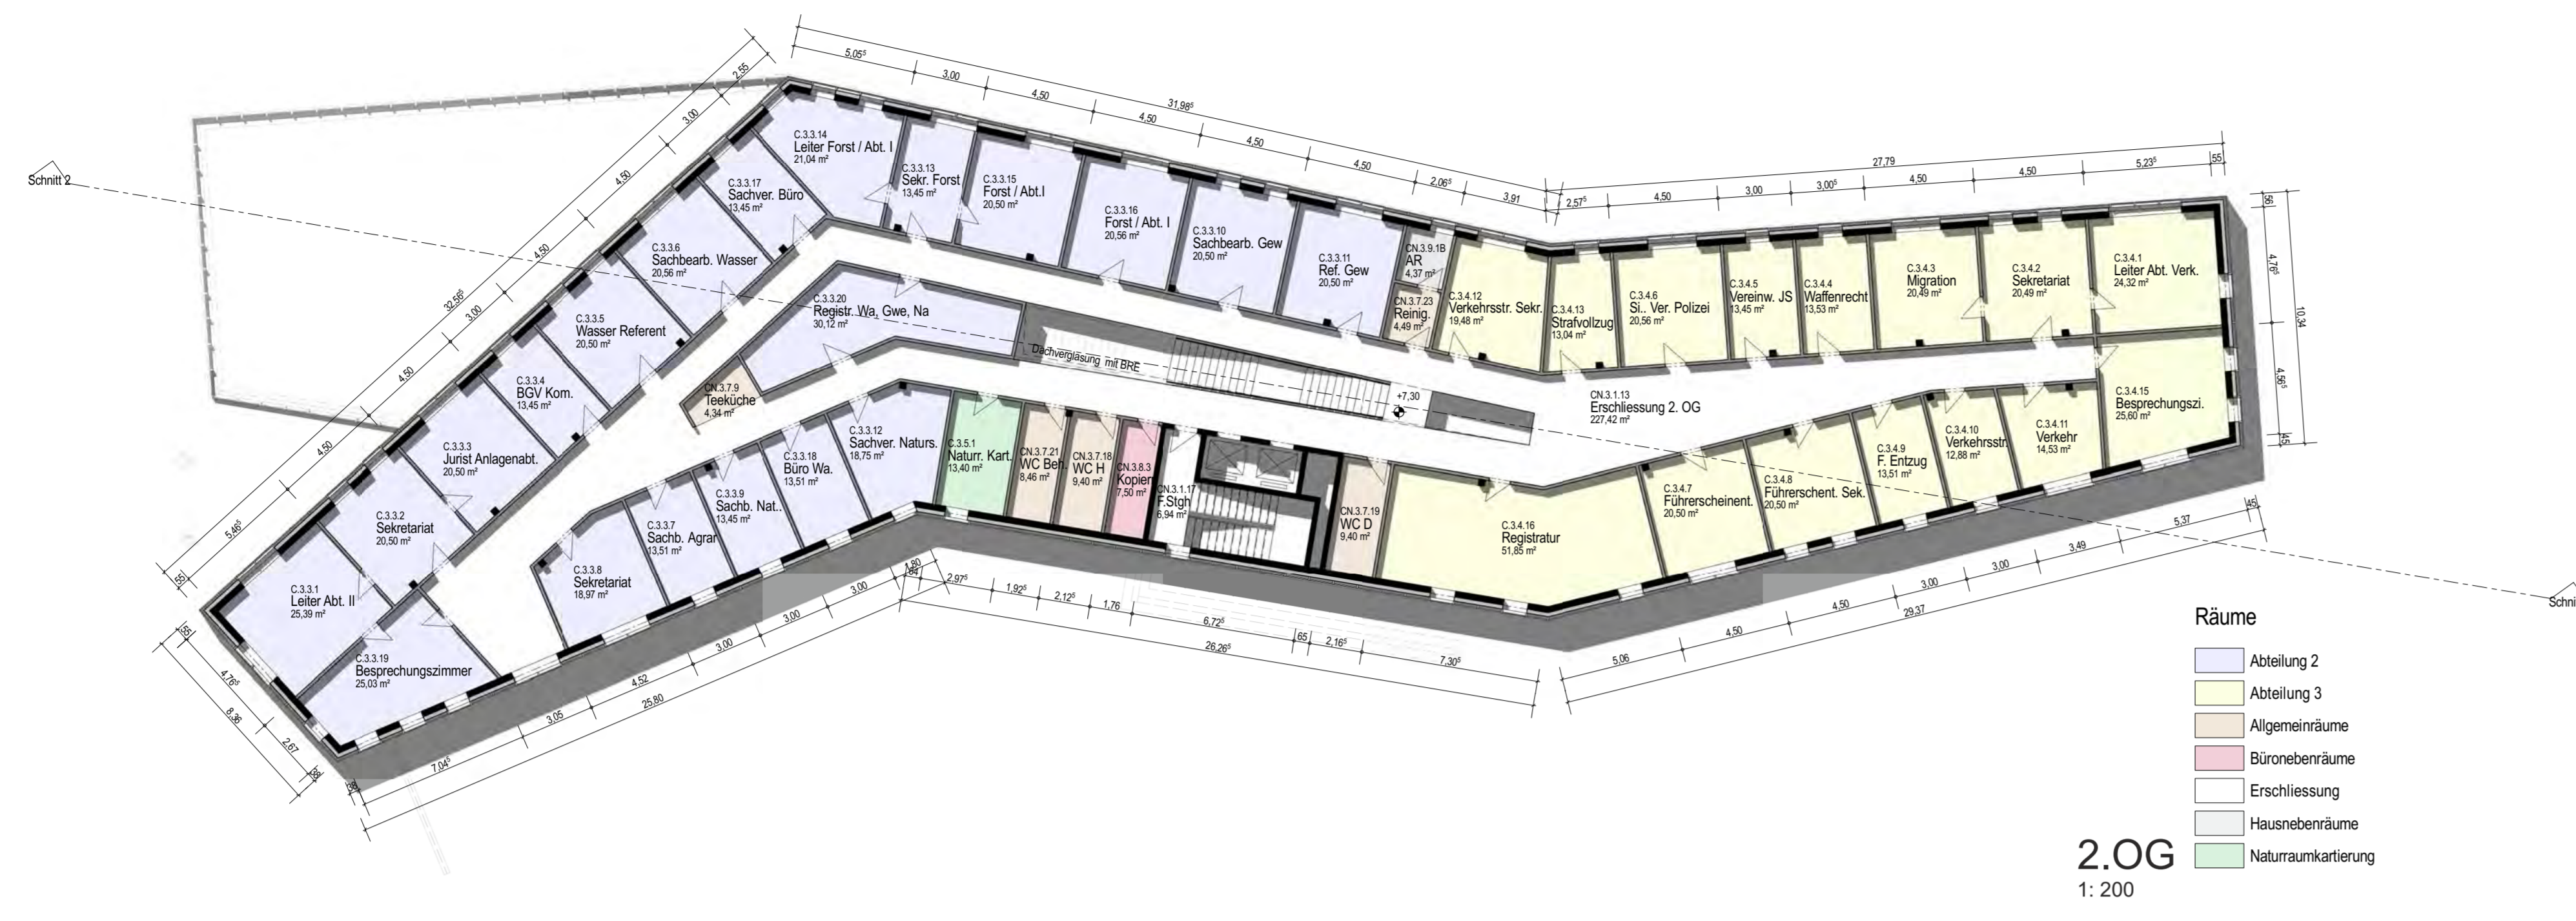 Schnitt 2
C.3.3.14
Leiter Forst / Abt. I
21,04 m²
C.3.3.13
Sekr. Forst
13,45 m²
C.3.3.15
Forst / Abt.I
20,50 m²
C.3.3.16
Forst / Abt. I
20,56 m²
C.3.3.10
Sachbearb. Gew
20,50 m²
C.3.3.11
Ref. Gew
20,50 m²
CN.3.9.1B
AR
4,37 m²
CN.3.7.23
Reinig.
4,49 m²
C.3.4.12
Verkehrsstr. Sekr.
19,48 m²
C.3.4.13
Strafvollzug
13,04 m²
C.3.4.6
Si.. Ver. Polizei
20,56 m²
C.3.4.5
Vereinw. JS
13,45 m²
C.3.4.4
Waffenrecht
13,53 m²
C.3.4.3
Migration
20,49 m²
C.3.4.2
Sekretariat
20,49 m²
C.3.4.1
Leiter Abt. Verk.
24,32 m²
C.3.3.17
Sachver. Büro
13,45 m²
C.3.3.6
Sachbearb. Wasser
20,56 m²
C.3.3.5
Wasser Referent
20,50 m²
C.3.3.4
BGV Kom.
13,45 m²
C.3.3.3
Jurist Anlagenabt.
20,50 m²
C.3.3.2
Sekretariat
20,50 m²
C.3.3.1
Leiter Abt. II
25,39 m²
C.3.3.19
Besprechungszimmer
25,03 m²
C.3.3.20
Registr. Wa, Gwe, Na
30,12 m²
CN.3.7.9
Teeküche
4,34 m²
Dachverglasung mit BRE
+7,30
CN.3.1.13
Erschliessung 2. OG
227,42 m²
C.3.3.8
Sekretariat
18,97 m²
C.3.3.7
Sachb. Agrar
13,51 m²
C.3.3.9
Sachb. Nat..
13,45 m²
C.3.3.18
Büro Wa.
13,51 m²
C.3.3.12
Sachver. Naturs.
18,75 m²
C.3.5.1
Naturr. Kart.
13,40 m²
CN.3.7.21
WC Beh.
8,46 m²
CN.3.7.18
WC H
9,40 m²
CN.3.8.3
Kopier
7,50 m²
CN.3.1.17
F.Stgh
6,94 m²
CN.3.7.19
WC D
9,40 m²
C.3.4.16
Registratur
51,85 m²
C.3.4.7
Führerscheinent.
20,50 m²
C.3.4.8
Führerschent. Sek.
20,50 m²
C.3.4.9
F. Entzug
13,51 m²
C.3.4.10
Verkehrsstr.
12,88 m²
C.3.4.11
Verkehr
14,53 m²
C.3.4.15
Besprechungszi.
25,60 m²
5,05⁵
3,00
4,50
31,98⁵
4,50
4,50
4,50
2,06⁵
3,91
27,79
2,57⁵
4,50
3,00
3,00⁵
4,50
4,50
5,23⁵
55
56
4,76⁵
10,34
4,56⁵
45
2,55
3,00
4,50
4,50
32,56⁵
3,00
4,50
4,50
5,46⁵
55
55
4,76⁵
8,36
2,67
38
38
7,04⁵
3,05
4,52
25,80
3,00
3,00
3,00
1,80
64
2,97⁵
1,92⁵
2,12⁵
1,76
6,72⁵
26,26⁵
65
2,16⁵
7,30⁵
5,06
4,50
4,50
29,37
3,00
3,00
3,49
5,37
45
Schni
Räume
Abteilung 2
Abteilung 3
Allgemeinräume
Büronebenräume
Erschliessung
Hausnebenräume
Naturraumkartierung
2.OG
1: 200